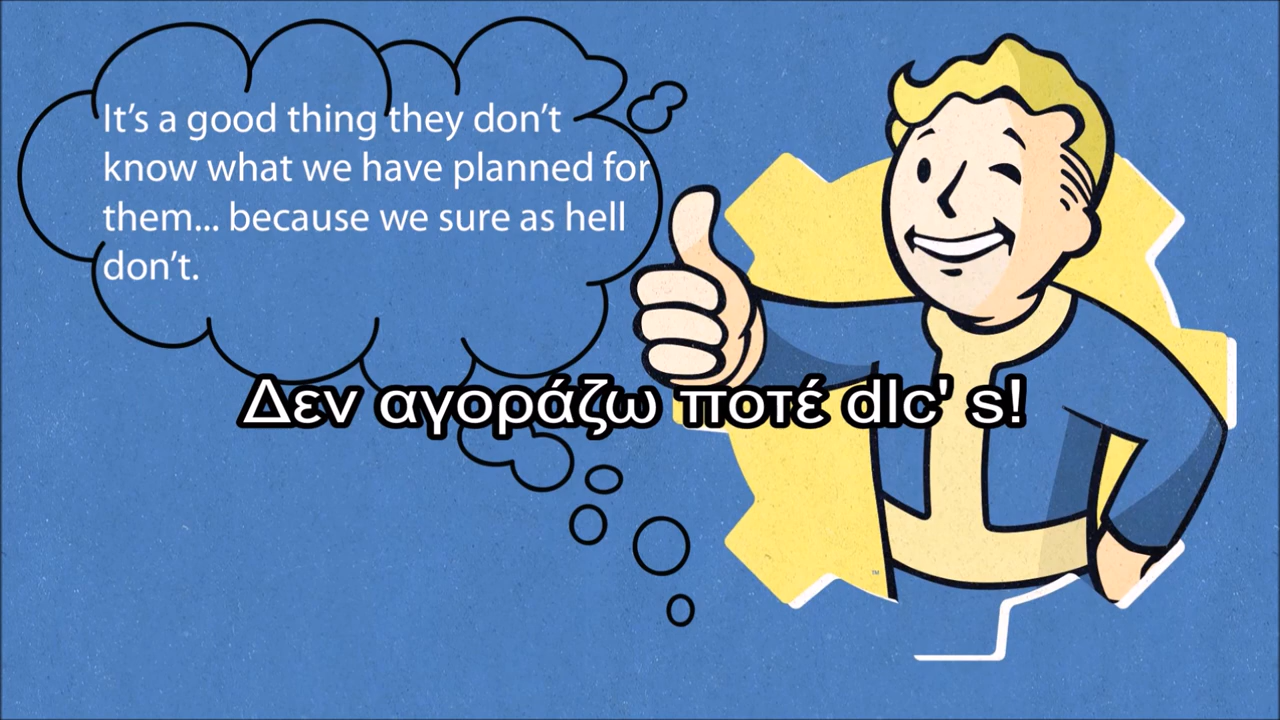 It's a good thing they don't
know what we have planned for
them... because we sure as hell
don't.
Δεν αγοράζω ποτέ dlc' s!
TM